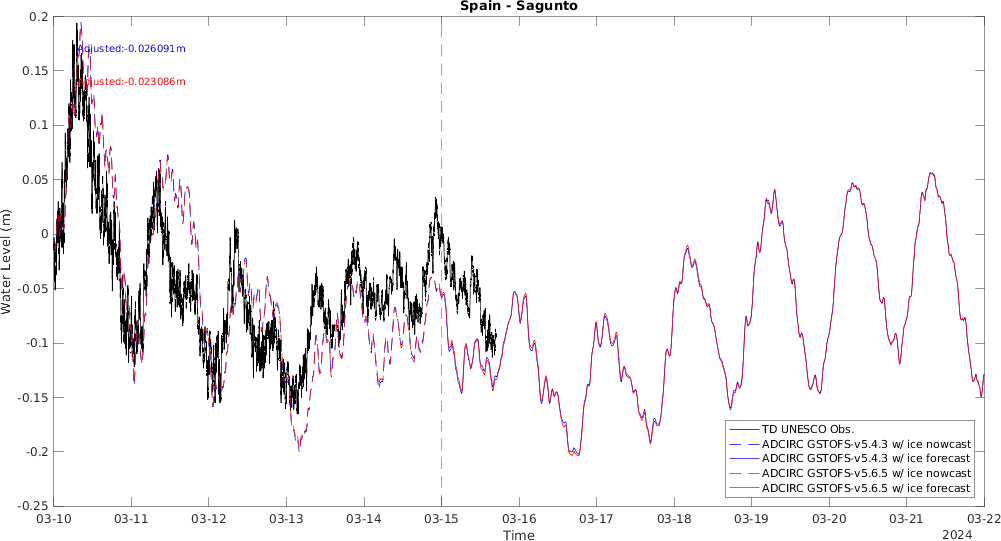 Spain - Sagunto
0.2
0.15
0.1
0.05
0
-0.05
-0.1
-0.15
-0.2
-0.25
Water Level (m)
Adjusted:-0.026091m
Adjusted:-0.023086m
TD UNESCO Obs.
ADCIRC GSTOFS-v5.4.3 w/ ice nowcast
ADCIRC GSTOFS-v5.4.3 w/ ice forecast
ADCIRC GSTOFS-v5.6.5 w/ ice nowcast
ADCIRC GSTOFS-v5.6.5 w/ ice forecast
03-10 03-11 03-12 03-13 03-14 03-15 03-16 03-17 03-18 03-19 03-20 03-21 03-22
Time
2024